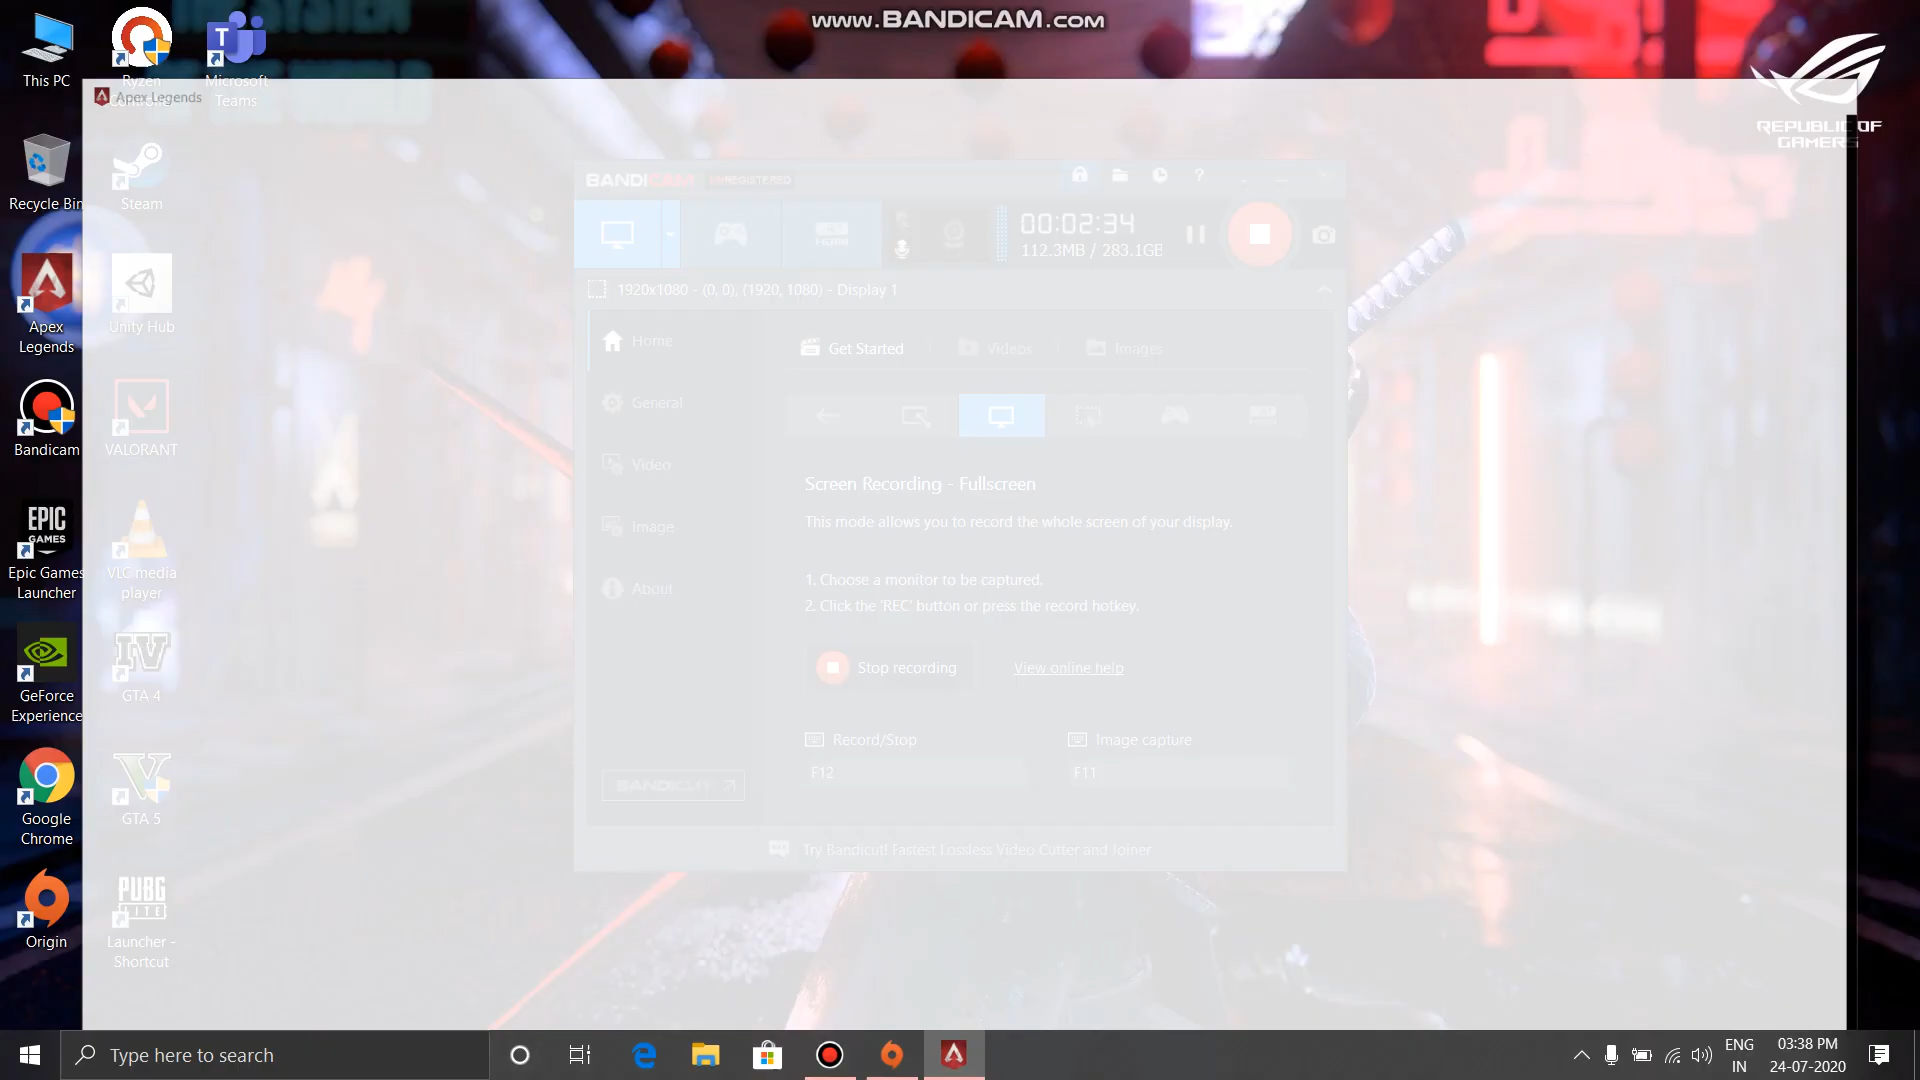 www.BANDICAM.com
This PC
Ryzen
Controller
Microsoft
Teams
Apex Legends
REPUBLIC OF
GAMERS
Recycle Bin
Steam
BANDICAM UNREGISTERED
00:02:34
112.3MB / 283.1GB
1920x1080 - (0, 0), (1920, 1080) - Display 1
Apex
Legends
Unity Hub
Home
Get Started
Videos
Images
General
Bandicam
VALORANT
Video
Screen Recording - Fullscreen
This mode allows you to record the whole screen of your display.
Image
EPIC
GAMES
Epic Games
Launcher
VLC media
player
About
1. Choose a monitor to be captured.
2. Click the 'REC' button or press the record hotkey.
IV
GeForce
Experience
GTA 4
Stop recording
View online help
Record/Stop
Image capture
F12
F11
V
Google
Chrome
GTA 5
BANDICUT
Try Bandicut! Fastest Lossless Video Cutter and Joiner
PUBG
LITE
Origin
Launcher -
Shortcut
Type here to search
ENG
IN
03:38 PM
24-07-2020